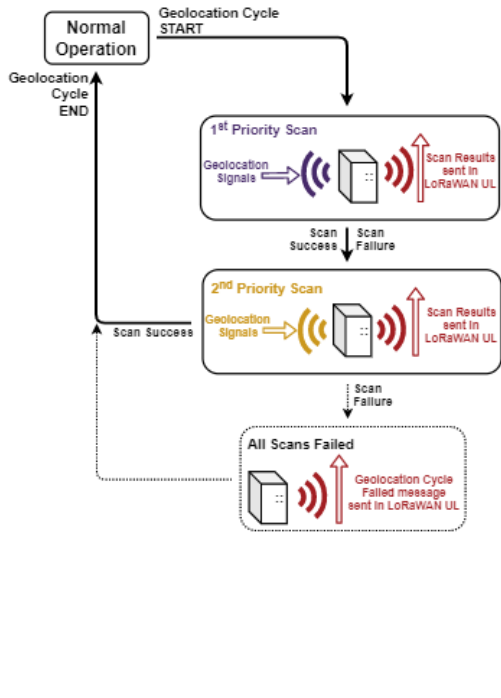 Geolocation Cycle
START
Normal
Operation
Geolocation
Cycle
END
1st Priority Scan
Geolocation
Signals
Scan Results
sent in
LoRaWAN UL
Scan
Success
Scan
Failure
2nd Priority Scan
Geolocation
Signals
Scan Results
sent in
LoRaWAN UL
Scan Success
Scan
Failure
All Scans Failed
Geolocation Cycle
Failed message
sent in LoRaWAN UL